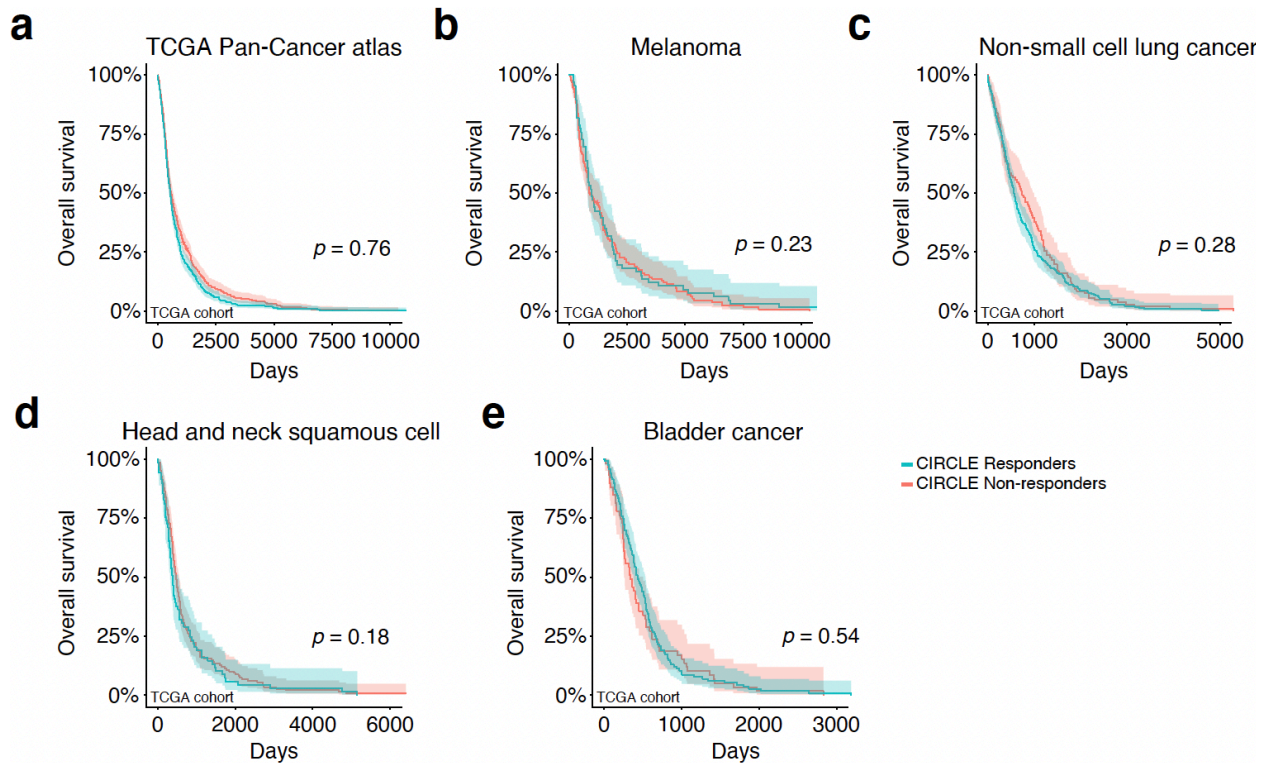 a
TCGA Pan-Cancer atlas
Overall survival
100%
75%
50%
25%
0%
p = 0.76
TCGA cohort
0 2500 5000 7500 10000
Days
b
Melanoma
Overall survival
100%
75%
50%
25%
0%
p = 0.23
TCGA cohort
0 2500 5000 7500 10000
Days
c
Non-small cell lung cancer
Overall survival
100%
75%
50%
25%
0%
p = 0.28
TCGA cohort
0 1000 3000 5000
Days
d
Head and neck squamous cell
Overall survival
100%
75%
50%
25%
0%
p = 0.18
TCGA cohort
0 2000 4000 6000
Days
e
Bladder cancer
Overall survival
100%
75%
50%
25%
0%
p = 0.54
TCGA cohort
0 1000 2000 3000
Days
CIRCLE Responders
CIRCLE Non-responders